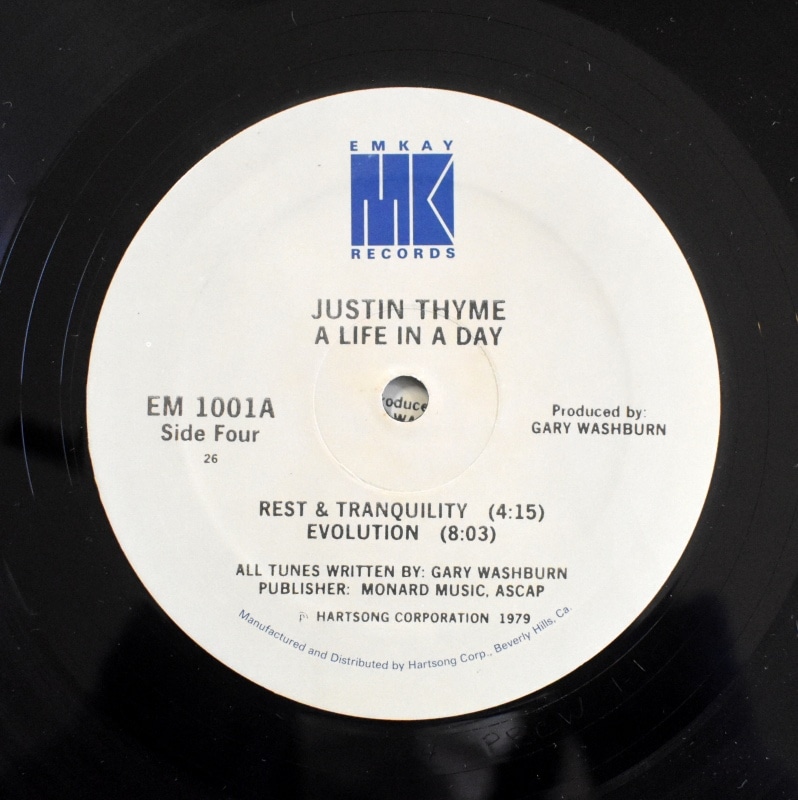 EMKAY
MK
RECORDS
JUSTIN THYME
A LIFE IN A DAY
EM 1001A
Side Four
26
oduce
Produced by:
GARY WASHBURN
REST & TRANQUILITY (4:15)
EVOLUTION (8:03)
ALL TUNES WRITTEN BY: GARY WASHBURN
PUBLISHER: MONARD MUSIC, ASCAP
HARTSONG CORPORATION 1979
Manufactured and Distributed by Hartsong Corp., Beverly Hills, Ca.